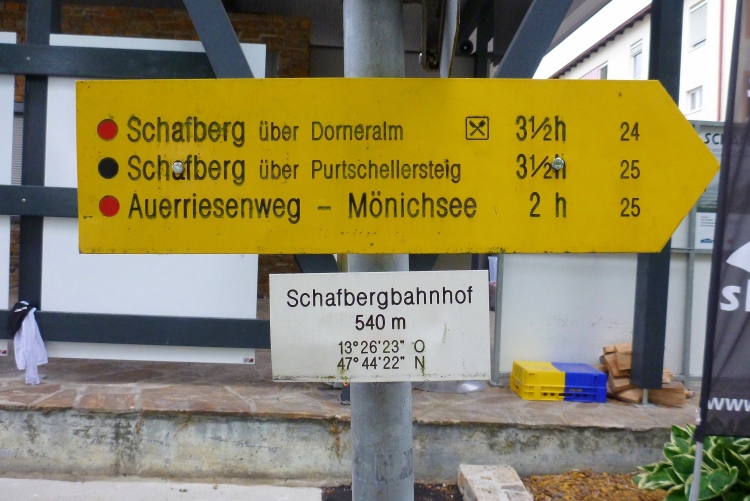 Schafberg über Dorneralm 3½h 24
Schafberg über Purtschellersteig 3½h 25
Auerriesenweg - Mönichsee 2 h 25
Schafbergbahnhof
540 m
13°26'23" O
47°44'22" N
www.